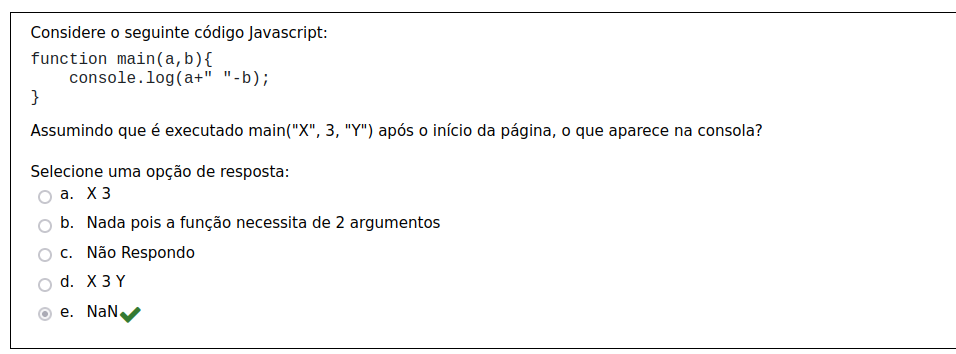 Considere o seguinte código Javascript:
function main(a,b){
    console.log(a+" "-b);
}
Assumindo que é executado main("X", 3, "Y") após o início da página, o que aparece na consola?
Selecione uma opção de resposta:
a. X 3
b. Nada pois a função necessita de 2 argumentos
c. Não Respondo
d. X 3 Y
e. NaN